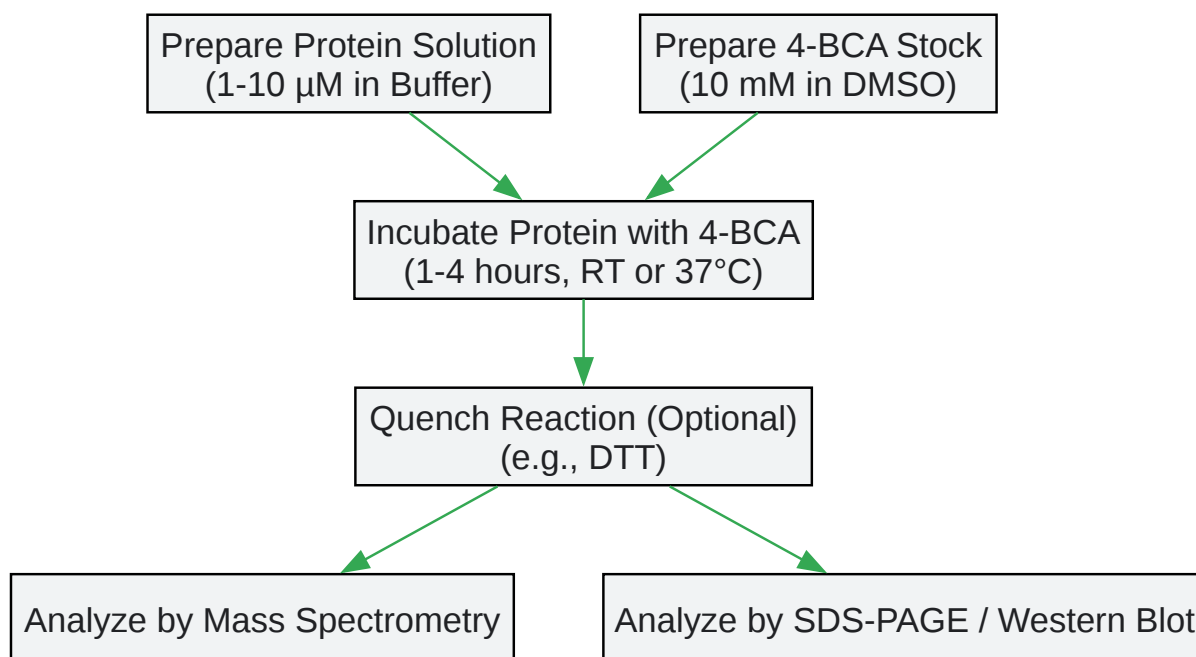 Prepare Protein Solution
(1-10 µM in Buffer)
Prepare 4-BCA Stock
(10 mM in DMSO)
Incubate Protein with 4-BCA
(1-4 hours, RT or 37°C)
Quench Reaction (Optional)
(e.g., DTT)
Analyze by Mass Spectrometry
Analyze by SDS-PAGE / Western Blot